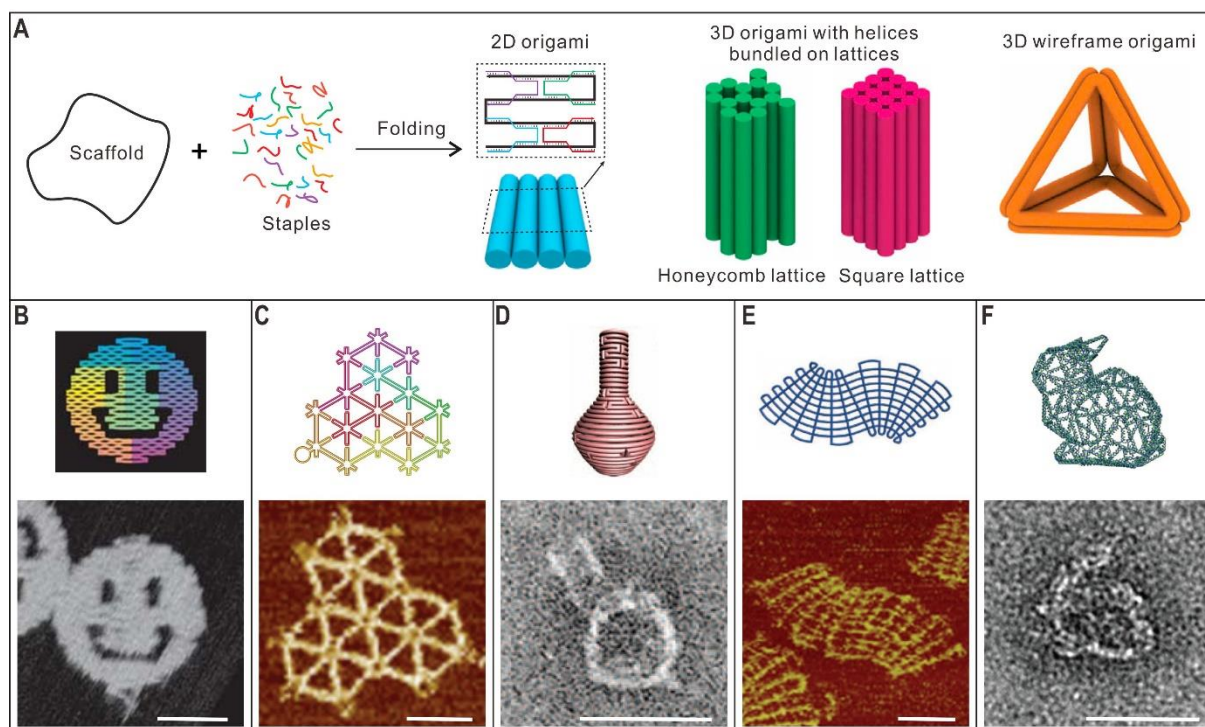 A
Scaffold
+
Staples
Folding
2D origami
3D origami with helices
bundled on lattices
Honeycomb lattice
Square lattice
3D wireframe origami
B
C
D
E
F